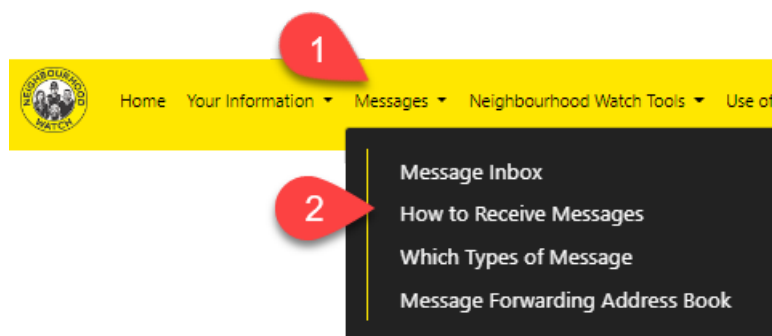 1
NEIGHBOURHOOD
WATCH
Home Your Information Messages Neighbourhood Watch Tools Use of
Message Inbox
2
How to Receive Messages
Which Types of Message
Message Forwarding Address Book